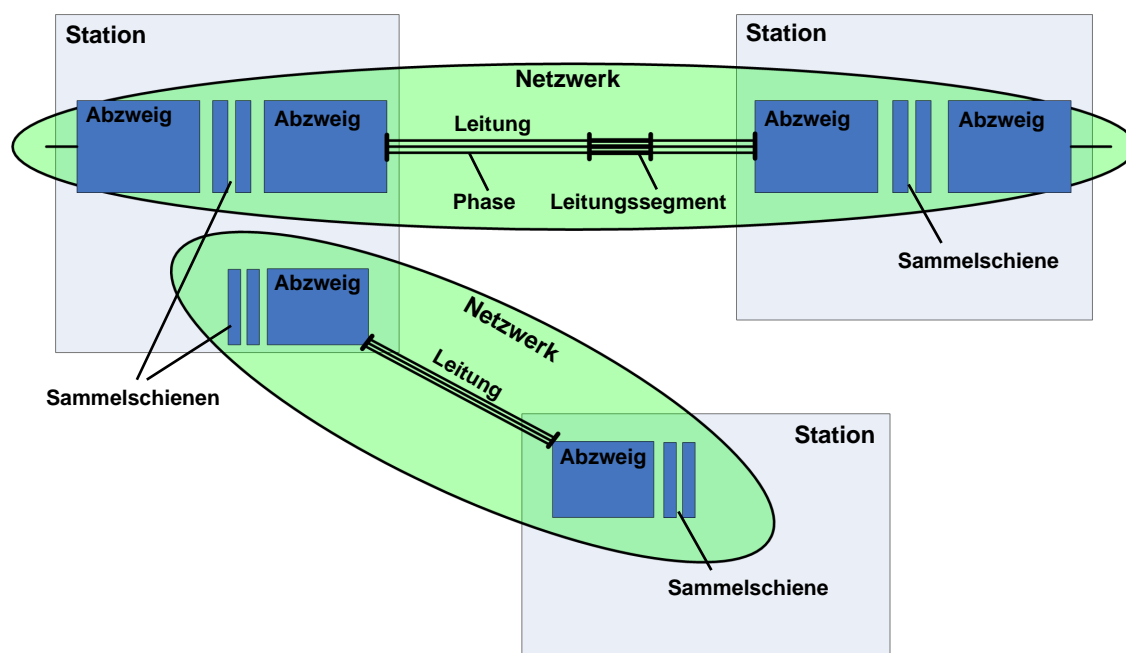 Station
Station
Netzwerk
Abzweig
Abzweig
Leitung
Abzweig
Abzweig
Phase
Leitungssegment
Sammelschiene
Abzweig
Netzwerk
Leitung
Sammelschienen
Station
Abzweig
Sammelschiene